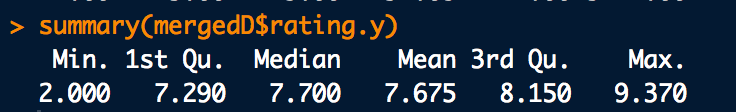 > summary(mergedD$rating.y)
Min. 1st Qu. Median Mean 3rd Qu. Max.
2.000 7.290 7.700 7.675 8.150 9.370